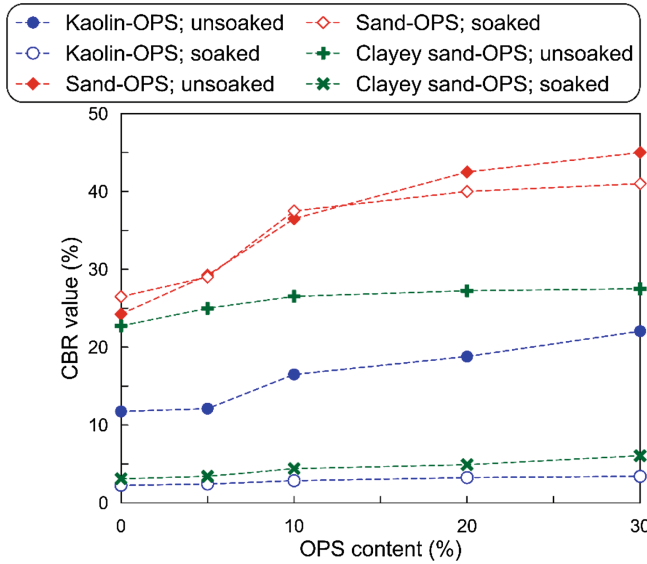 Kaolin-OPS; unsoaked
Sand-OPS; soaked
Kaolin-OPS; soaked
Clayey sand-OPS; unsoaked
Sand-OPS; unsoaked
Clayey sand-OPS; soaked
50
40
30
20
10
0
CBR value (%)
0
10
20
30
OPS content (%)